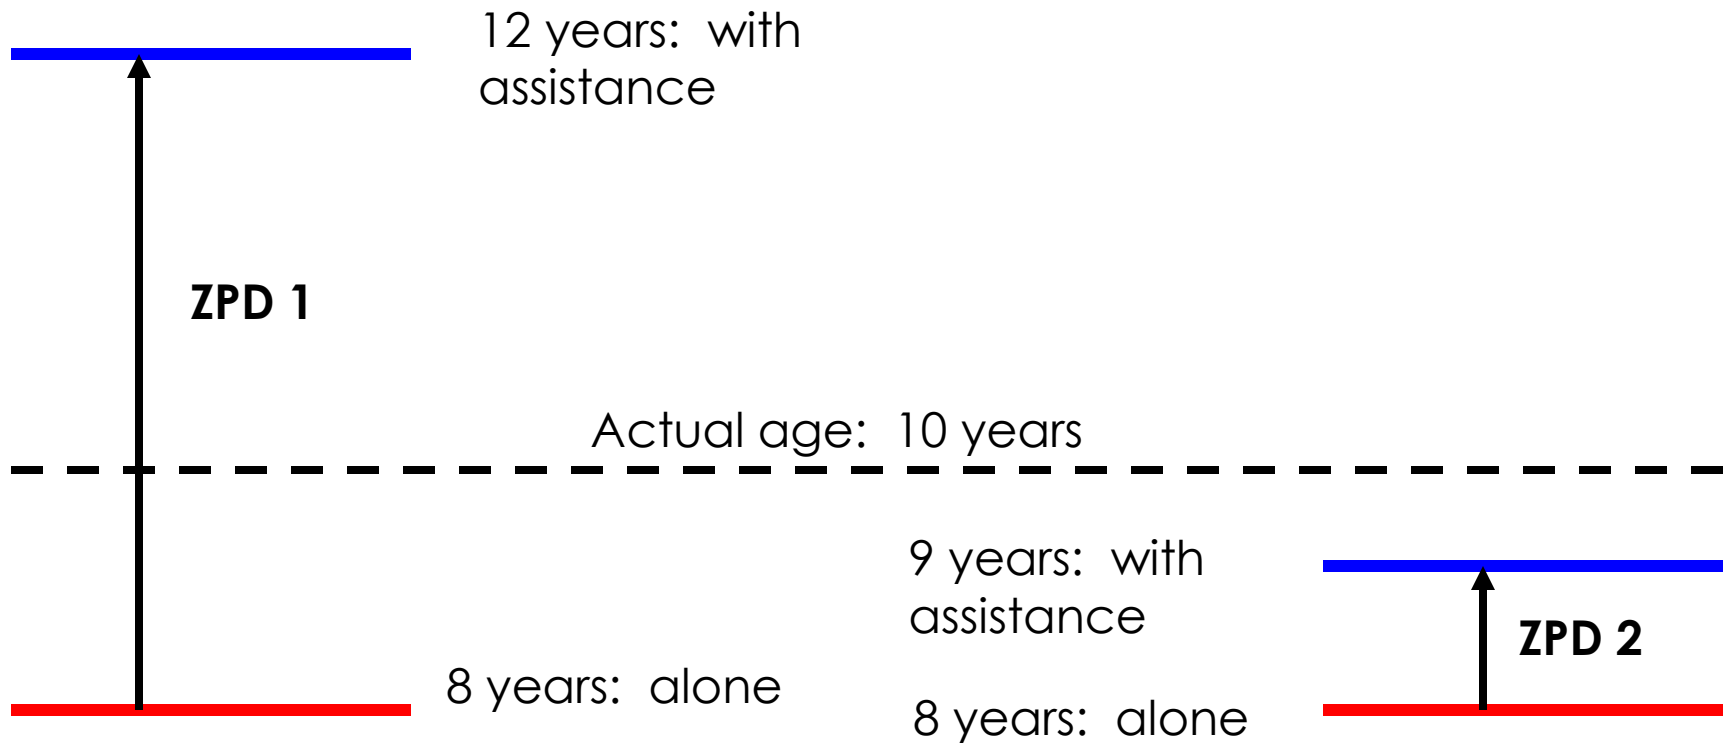 12 years: with
assistance
ZPD 1
Actual age: 10 years
9 years: with
assistance
ZPD 2
8 years: alone
8 years: alone